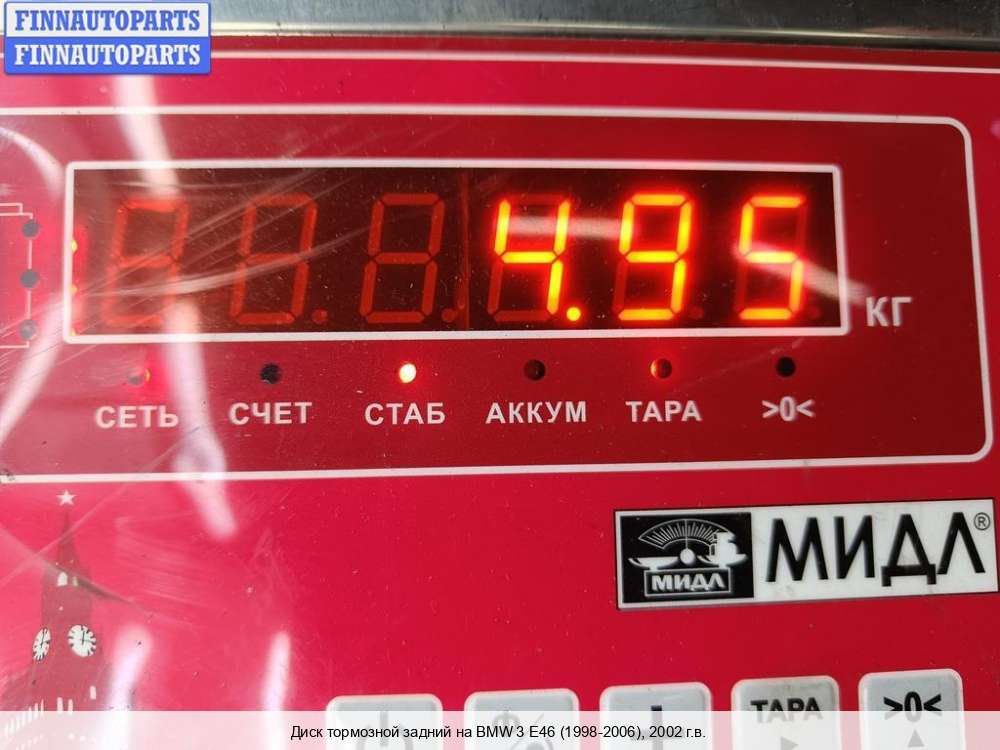 FINNAUTOPARTS
FINNAUTOPARTS
4.95
КГ
СЕТЬ СЧЕТ СТАБ АККУМ ТАРА >0<
МИДЛ МИДЛ®
ТАРА >0<
Диск тормозной задний на BMW 3 E46 (1998-2006), 2002 г.в.